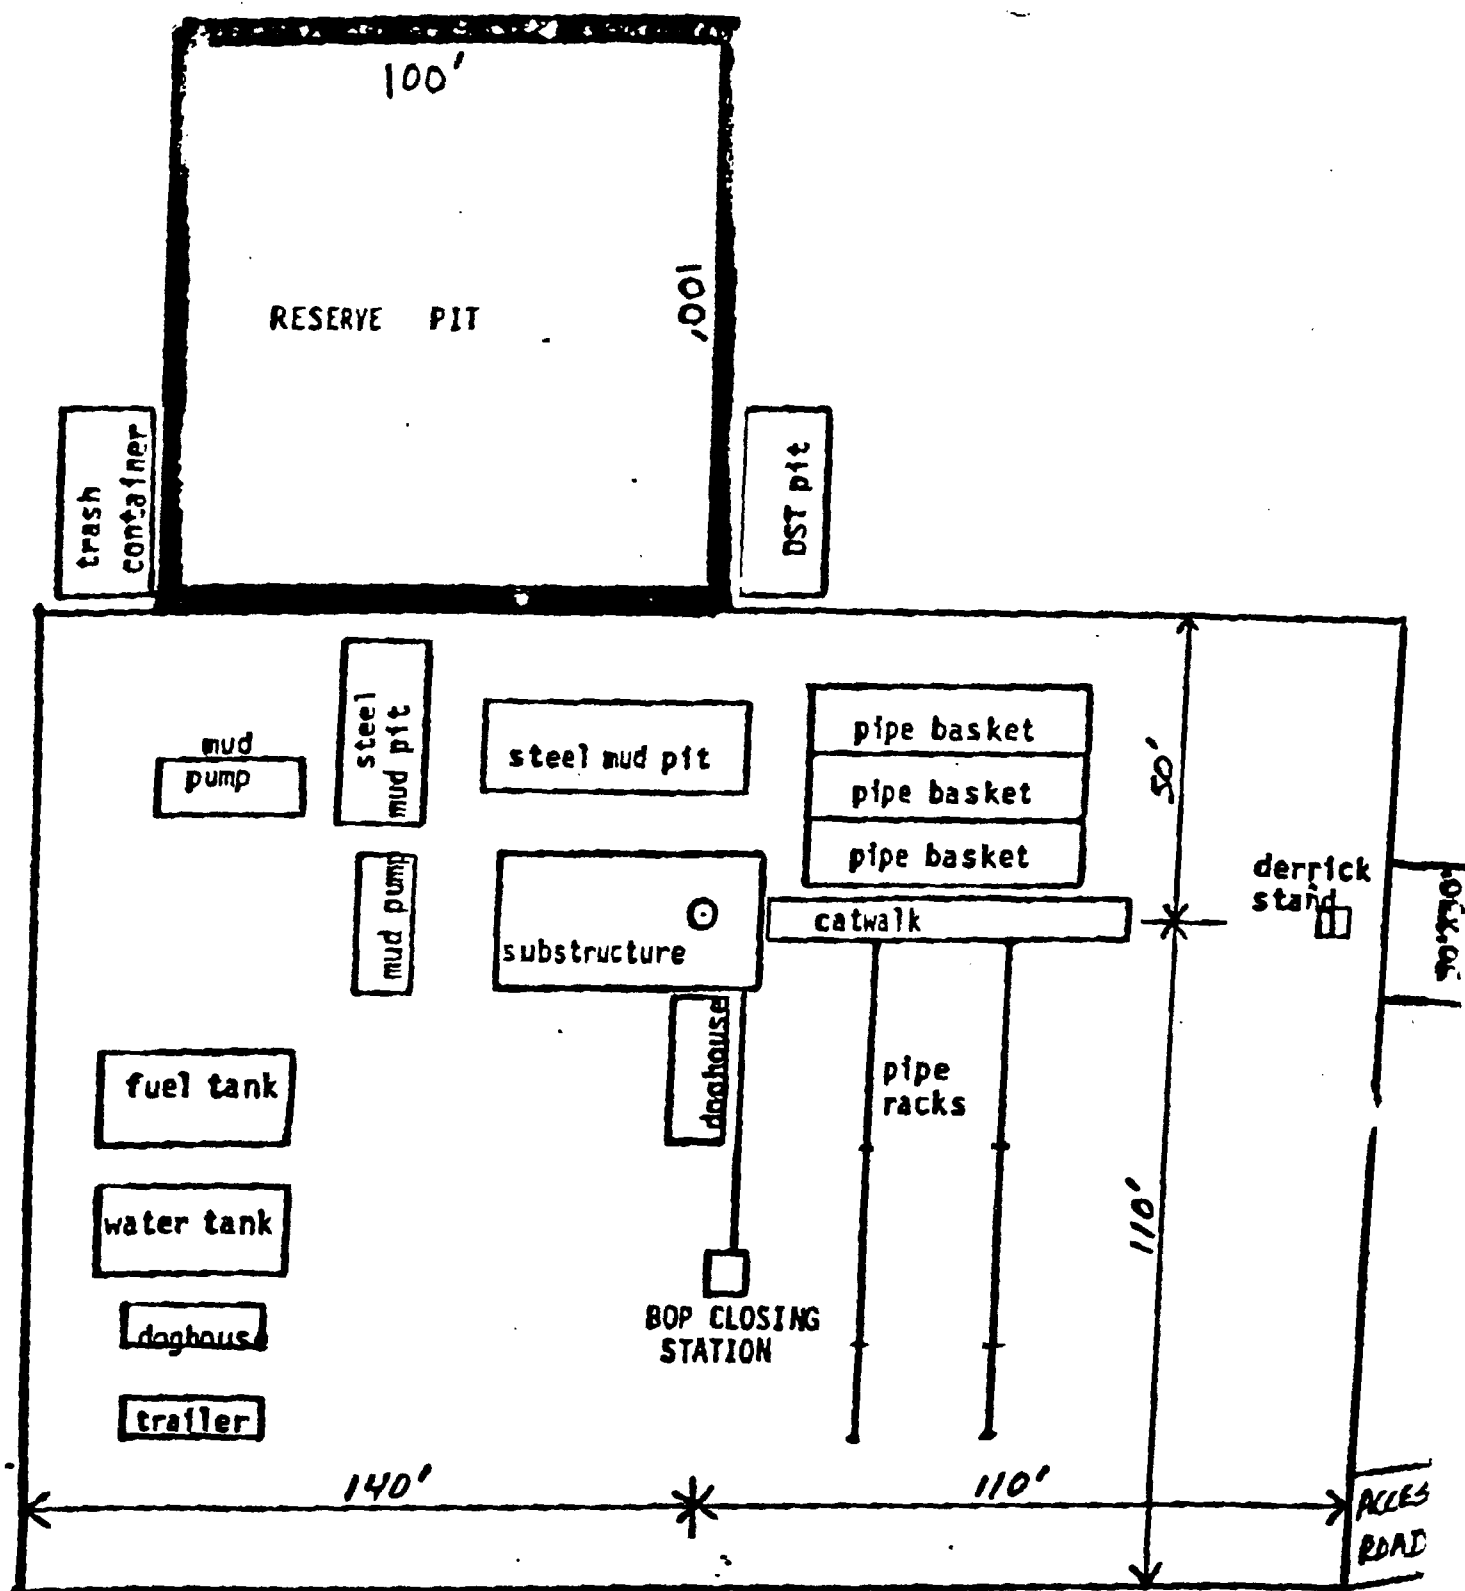 100'
100'
RESERVE PIT
trash
container
DST pit
steel
mud pit
mud
pump
steel mud pit
pipe basket
pipe basket
pipe basket
50'
derrick
stand
mud pump
substructure
catwalk
doghouse
pipe
racks
fuel tank
water tank
110'
BOP CLOSING
STATION
doghouse
trailer
140'
110'
ACCES
ROAD